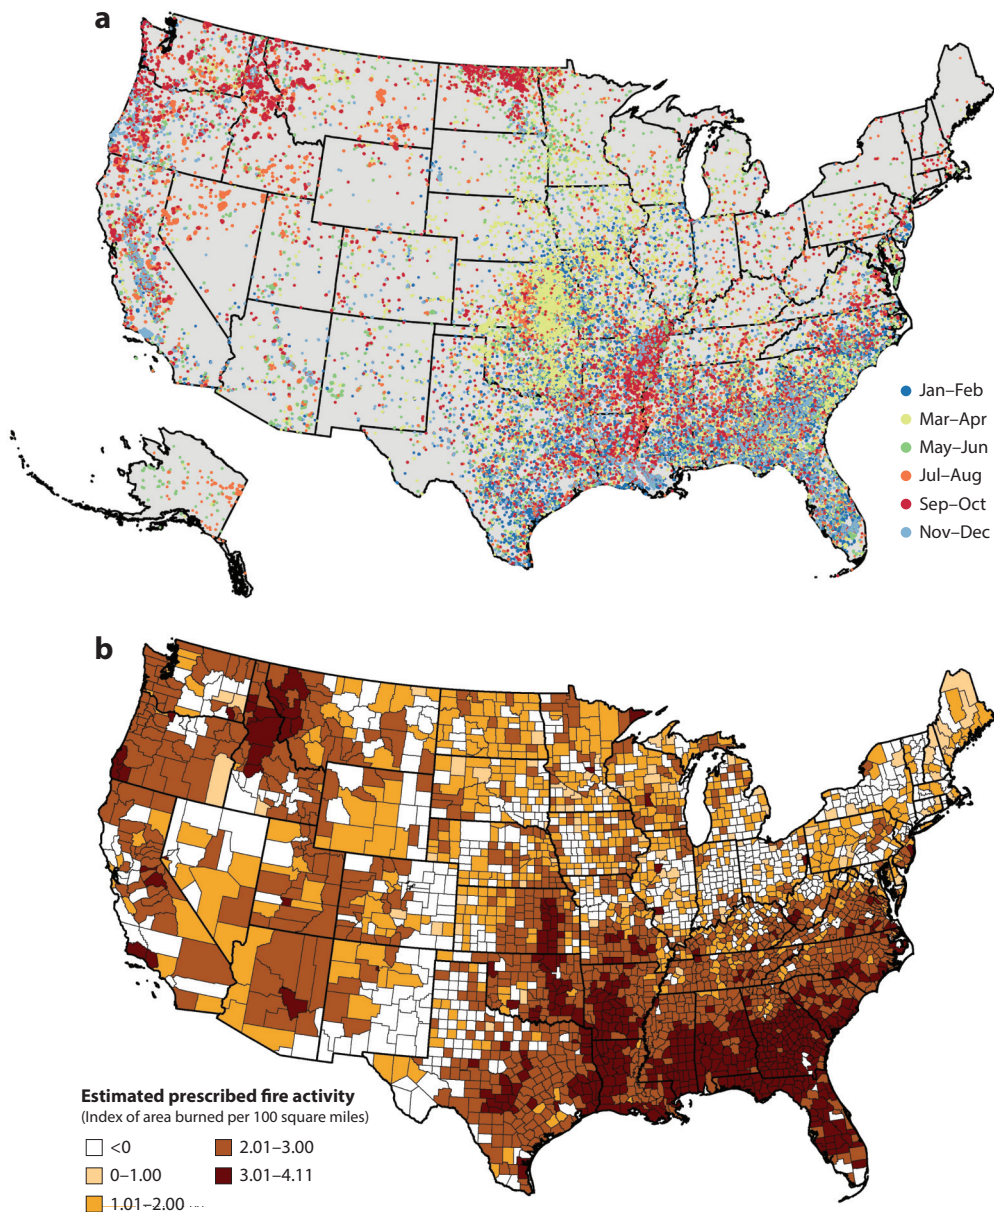 a
Jan–Feb
Mar–Apr
May–Jun
Jul–Aug
Sep–Oct
Nov–Dec
b
Estimated prescribed fire activity
(Index of area burned per 100 square miles)
<0
2.01–3.00
0–1.00
3.01–4.11
1.01–2.00